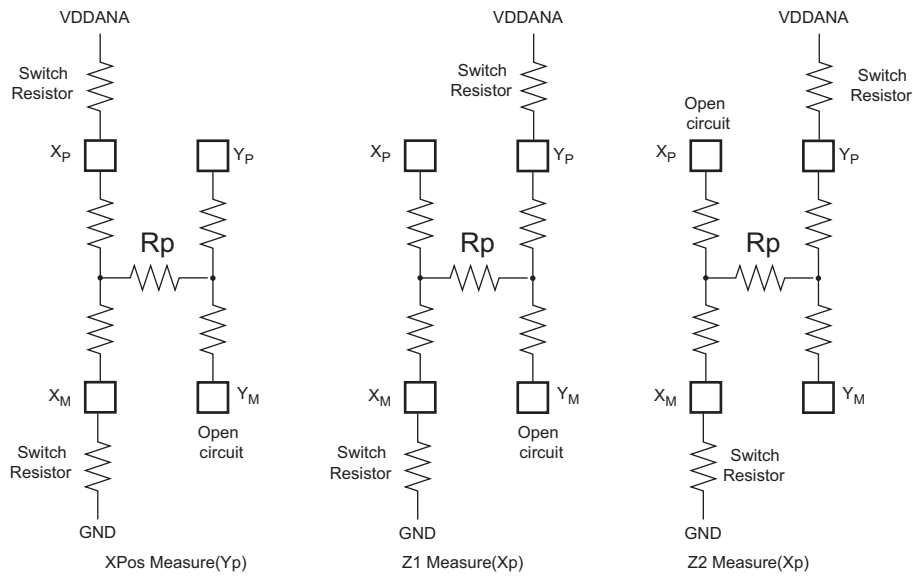 VDDANA
Switch
Resistor
XP
YP
Rp
XM
YM
Open
circuit
Switch
Resistor
GND
XPos Measure(Yp)
VDDANA
Switch
Resistor
XP
YP
Rp
XM
YM
Open
circuit
Switch
Resistor
GND
Z1 Measure(Xp)
VDDANA
Switch
Resistor
Open
circuit
XP
YP
Rp
XM
YM
Switch
Resistor
GND
Z2 Measure(Xp)